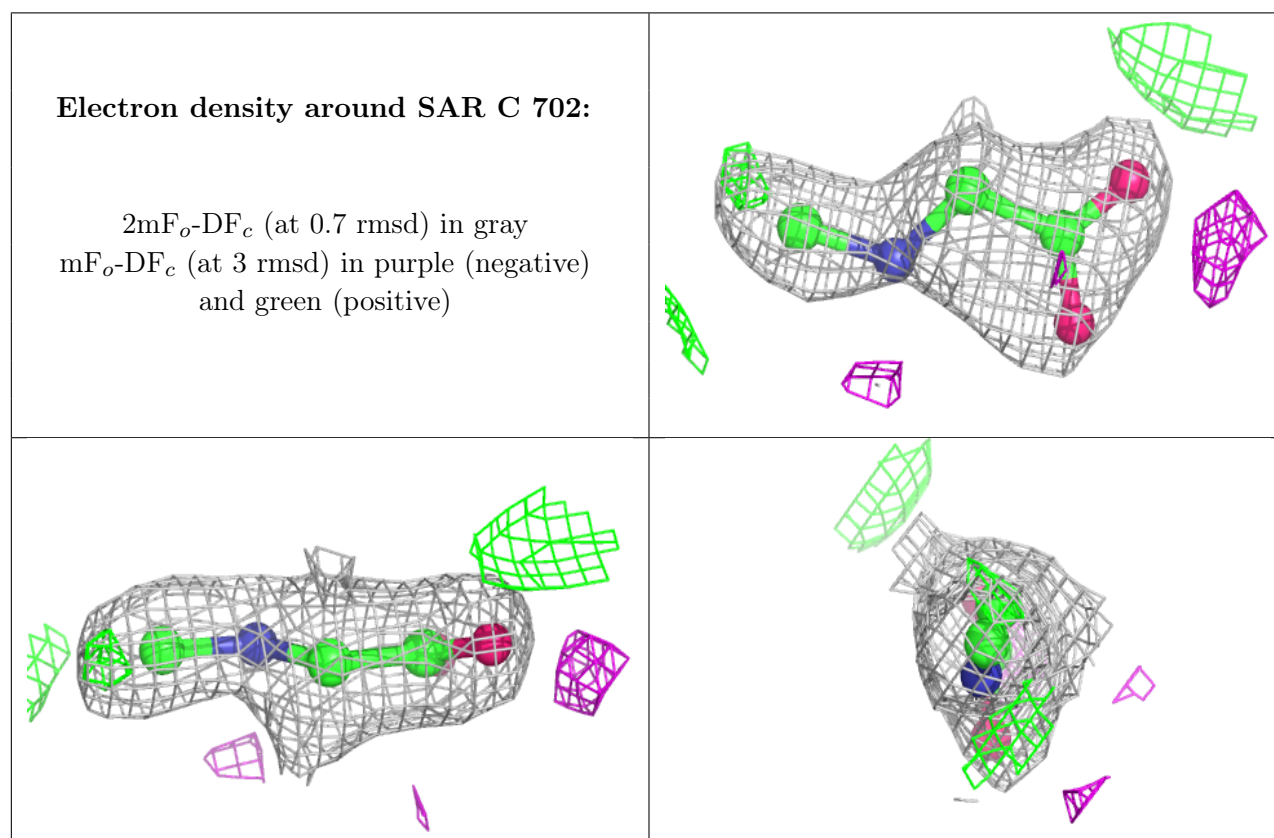 Electron density around SAR C 702:
2mFo-DFc (at 0.7 rmsd) in gray
mFo-DFc (at 3 rmsd) in purple (negative)
and green (positive)